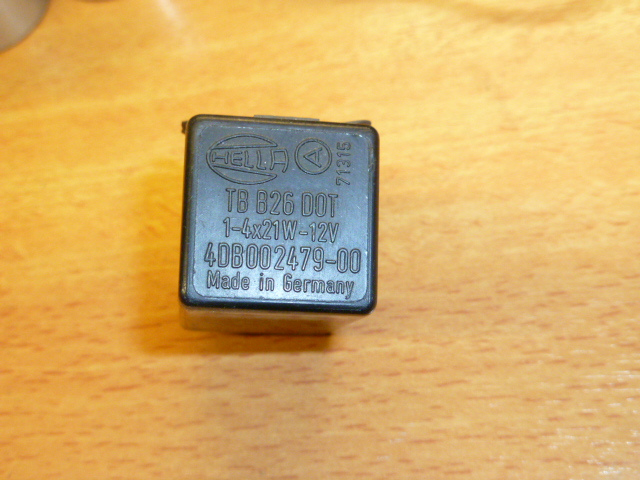 HELLA A 71315
TB B26 DOT
1-4x21W-12V
4DB002479-00
Made in Germany